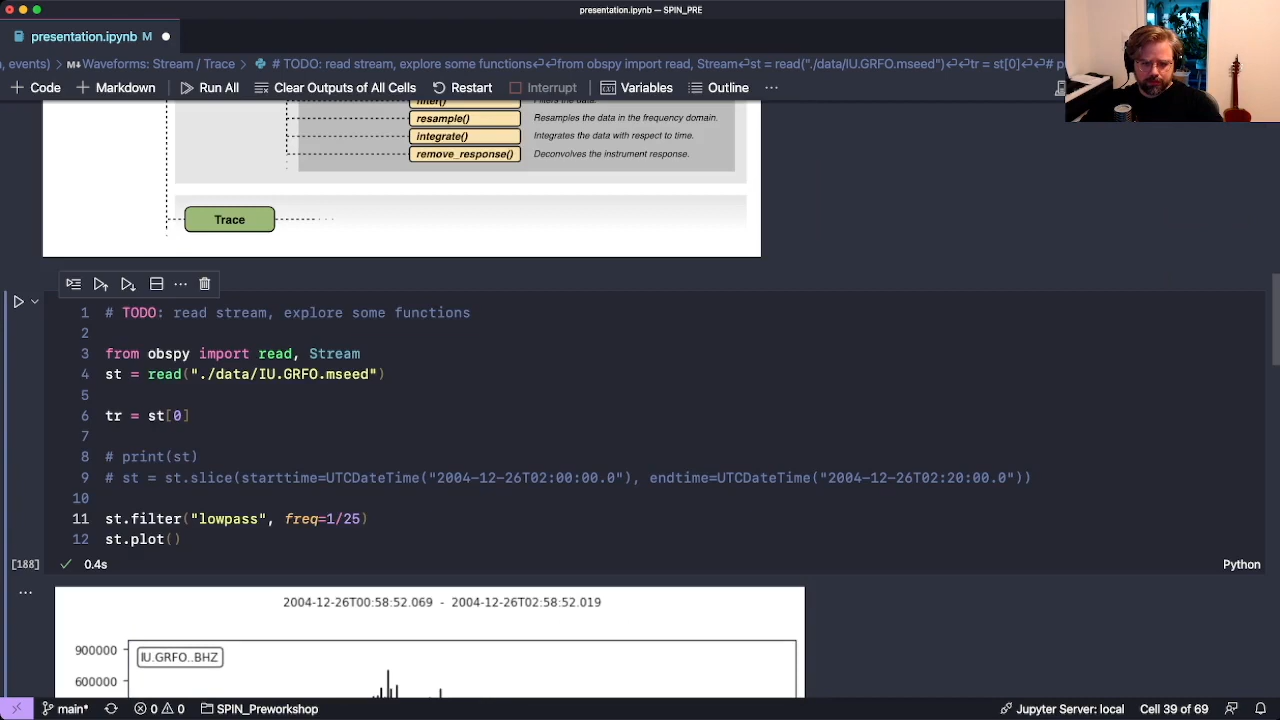 presentation.ipynb — SPIN_PRE
presentation.ipynb M
, events) > M↓ Waveforms: Stream / Trace > # TODO: read stream, explore some functions↵↵from obspy import read, Stream↵st = read("./data/IU.GRFO.mseed")↵↵tr = st[0]↵↵# p
+ Code + Markdown Run All Clear Outputs of All Cells Restart Interrupt Variables Outline ...
filter() Filters the data.
resample() Resamples the data in the frequency domain.
integrate() Integrates the data with respect to time.
remove_response() Deconvolves the instrument response.
Trace
1 # TODO: read stream, explore some functions
2
3 from obspy import read, Stream
4 st = read("./data/IU.GRFO.mseed")
5
6 tr = st[0]
7
8 # print(st)
9 # st = st.slice(starttime=UTCDateTime("2004-12-26T02:00:00.0"), endtime=UTCDateTime("2004-12-26T02:20:00.0"))
10
11 st.filter("lowpass", freq=1/25)
12 st.plot()
[188] ✓ 0.4s Python
...
2004-12-26T00:58:52.069 - 2004-12-26T02:58:52.019
900000
IU.GRFO..BHZ
600000
main* 0 0 SPIN_Preworkshop Jupyter Server: local Cell 39 of 69